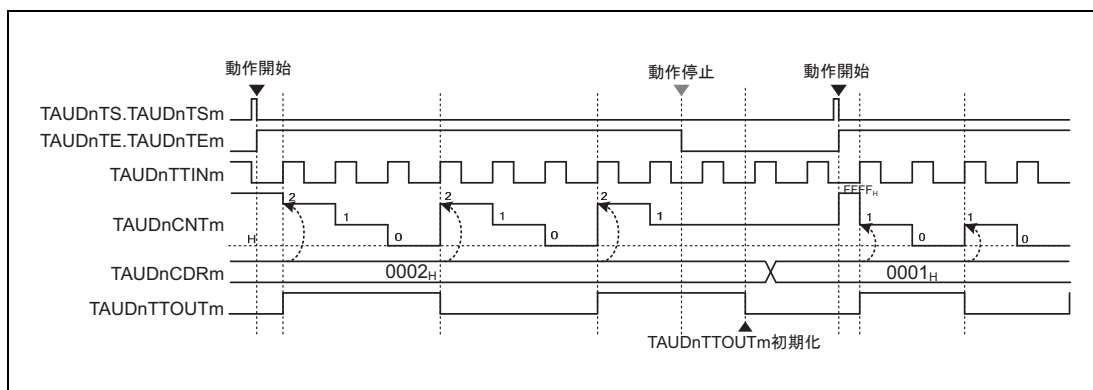 動作開始 動作停止 動作開始
TAUDnTS.TAUDnTSm
TAUDnTE.TAUDnTEm
TAUDnTTINm
FFFFH
2 2 2
TAUDnCNTm 1 1 1 1 1
H 0 0 0 0
TAUDnCDRm 0002H 0001H
TAUDnTTOUTm
TAUDnTTOUTm初期化